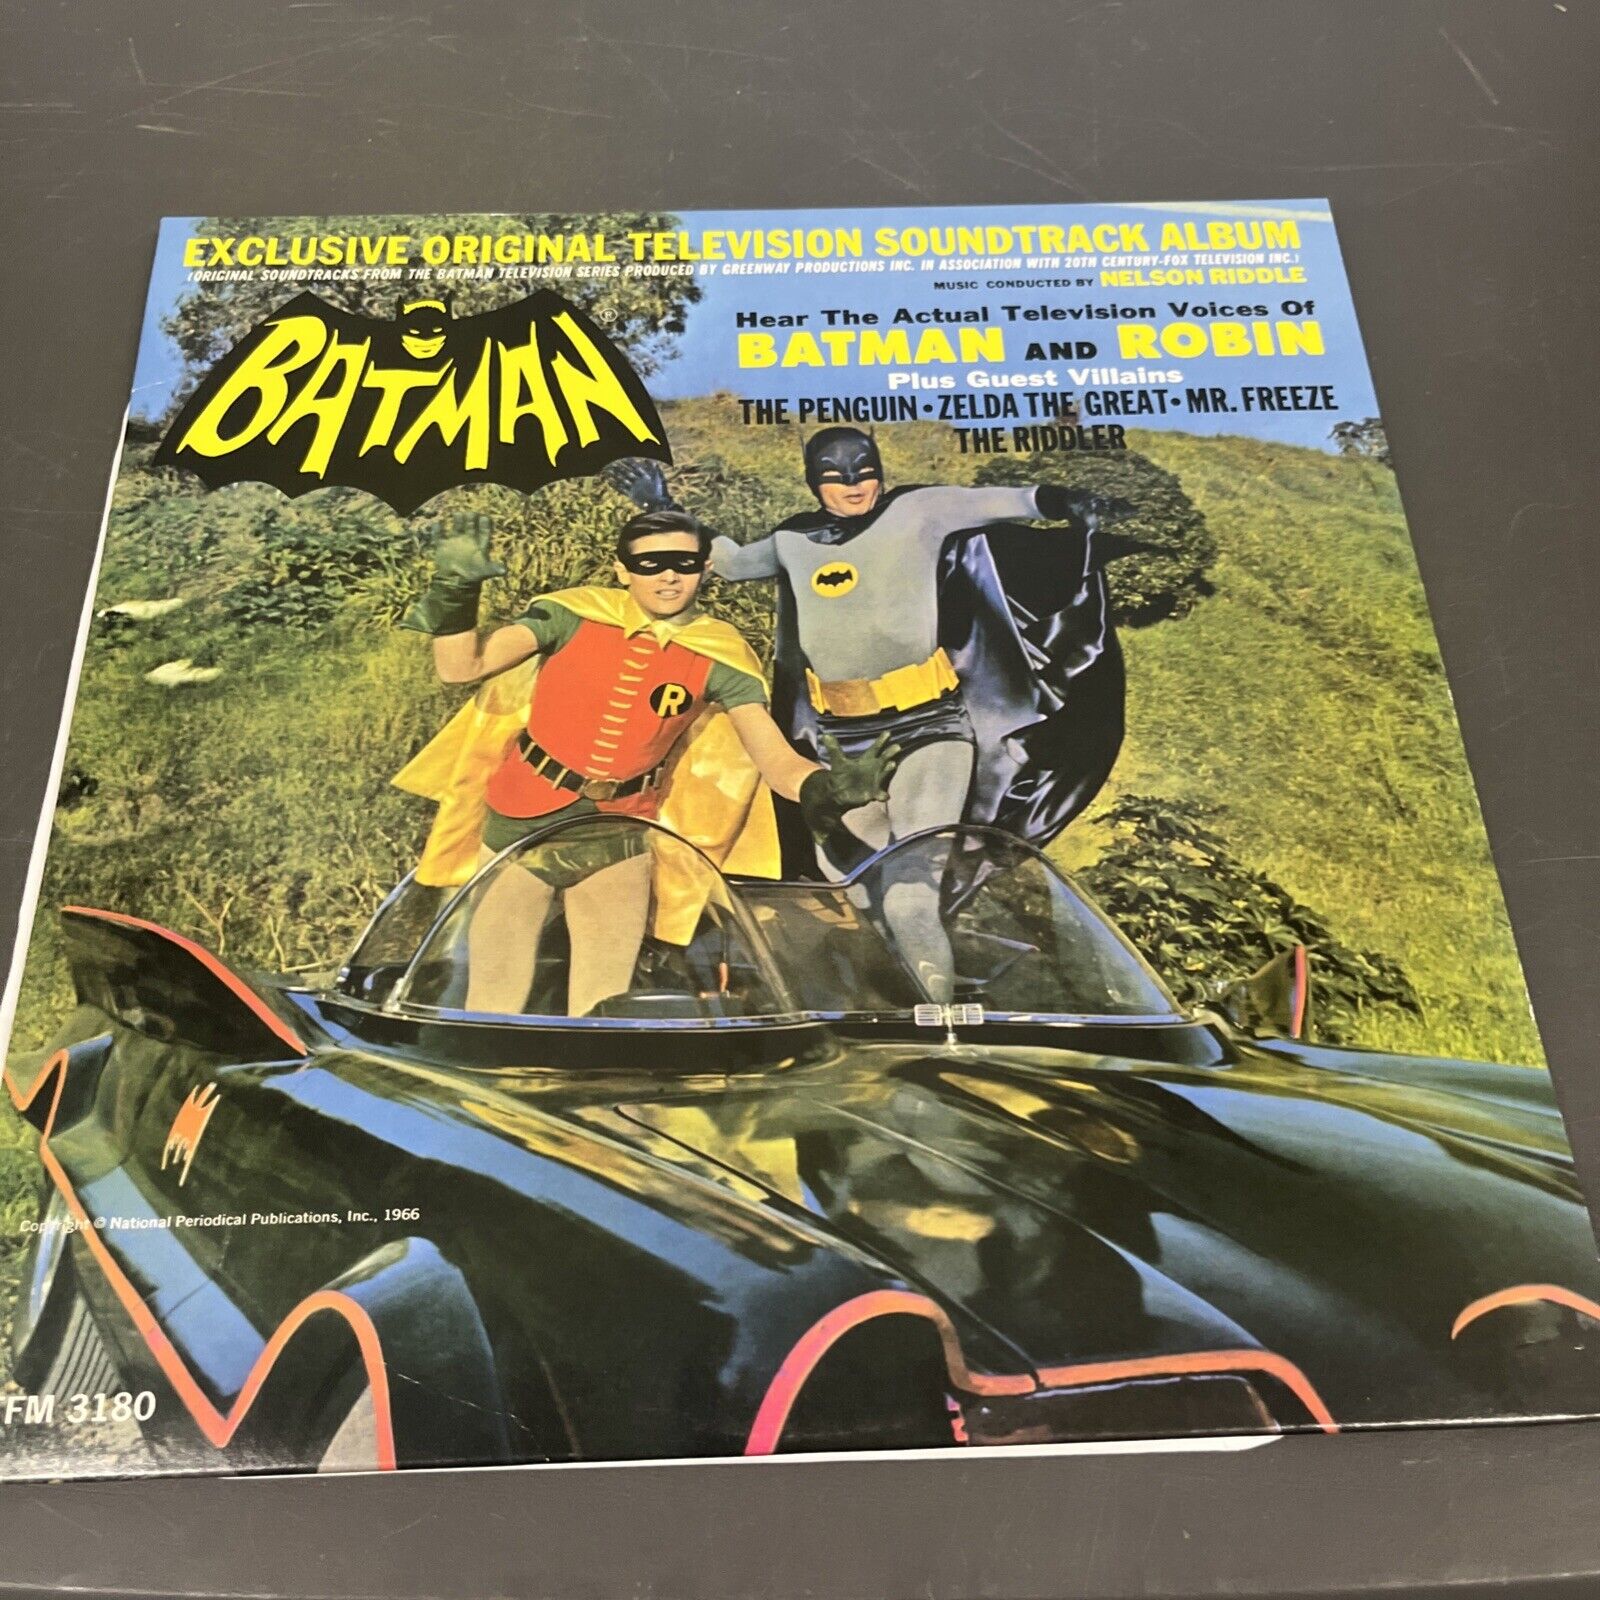 EXCLUSIVE ORIGINAL TELEVISION SOUNDTRACK ALBUM
(ORIGINAL SOUNDTRACKS FROM THE BATMAN TELEVISION SERIES PRODUCED BY GREENWAY PRODUCTIONS INC. IN ASSOCIATION WITH 20TH CENTURY-FOX TELEVISION INC.)
MUSIC CONDUCTED BY NELSON RIDDLE
BATMAN ®
Hear The Actual Television Voices Of
BATMAN AND ROBIN
Plus Guest Villains
THE PENGUIN • ZELDA THE GREAT • MR. FREEZE
THE RIDDLER
R
Copyright © National Periodical Publications, Inc., 1966
TFM 3180